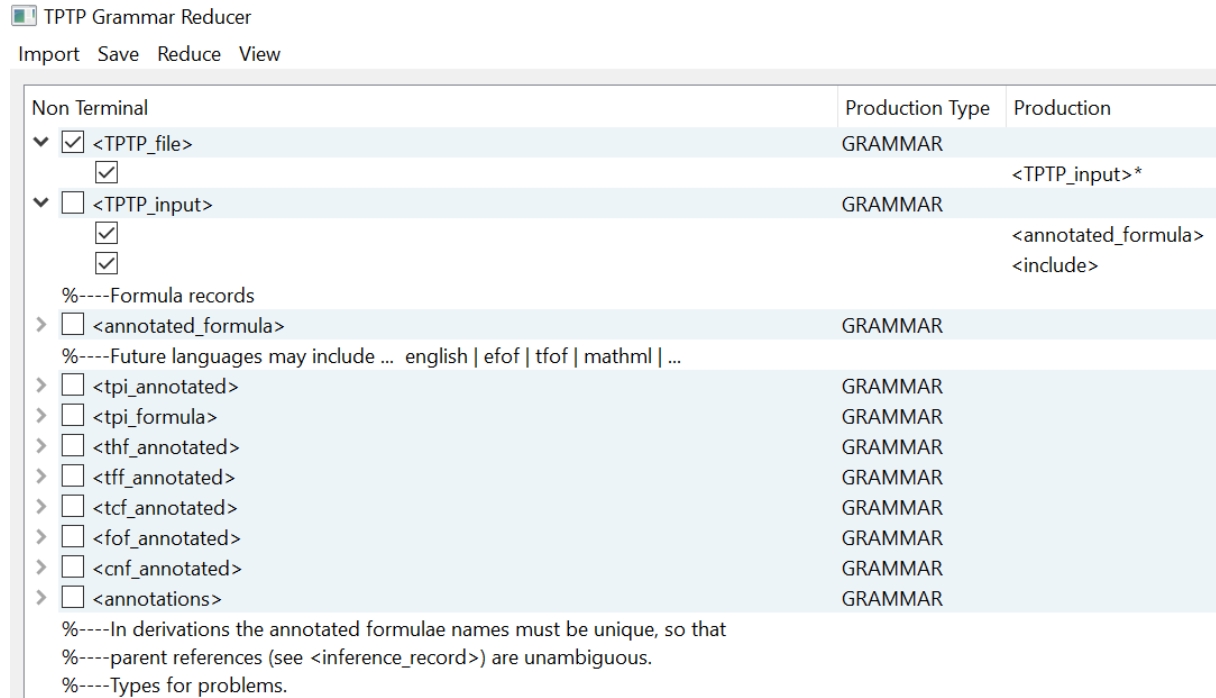 TPTP Grammar Reducer
Import Save Reduce View
Non Terminal Production Type Production
<TPTP_file> GRAMMAR
<TPTP_input>*
<TPTP_input> GRAMMAR
<annotated_formula>
<include>
%----Formula records
<annotated_formula> GRAMMAR
%----Future languages may include ... english | efof | tfof | mathml | ...
<tpi_annotated> GRAMMAR
<tpi_formula> GRAMMAR
<thf_annotated> GRAMMAR
<tff_annotated> GRAMMAR
<tcf_annotated> GRAMMAR
<fof_annotated> GRAMMAR
<cnf_annotated> GRAMMAR
<annotations> GRAMMAR
%----In derivations the annotated formulae names must be unique, so that
%----parent references (see <inference_record>) are unambiguous.
%----Types for problems.